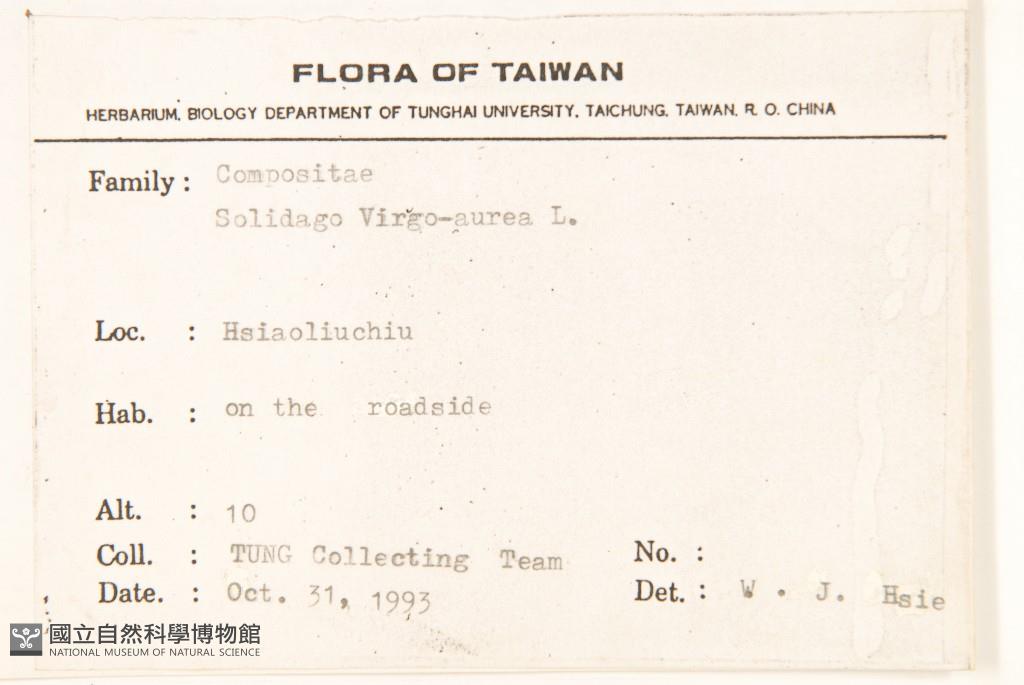 FLORA OF TAIWAN
HERBARIUM, BIOLOGY DEPARTMENT OF TUNGHAI UNIVERSITY, TAICHUNG, TAIWAN, R. O. CHINA
Family : Compositae
Solidago Virgo-aurea L.
Loc. : Hsiaoliuchiu
Hab. : on the roadside
Alt. : 10
Coll. : TUNG Collecting Team No. :
Date. : Oct. 31, 1993 Det. : W . J. Hsie
國立自然科學博物館
NATIONAL MUSEUM OF NATURAL SCIENCE